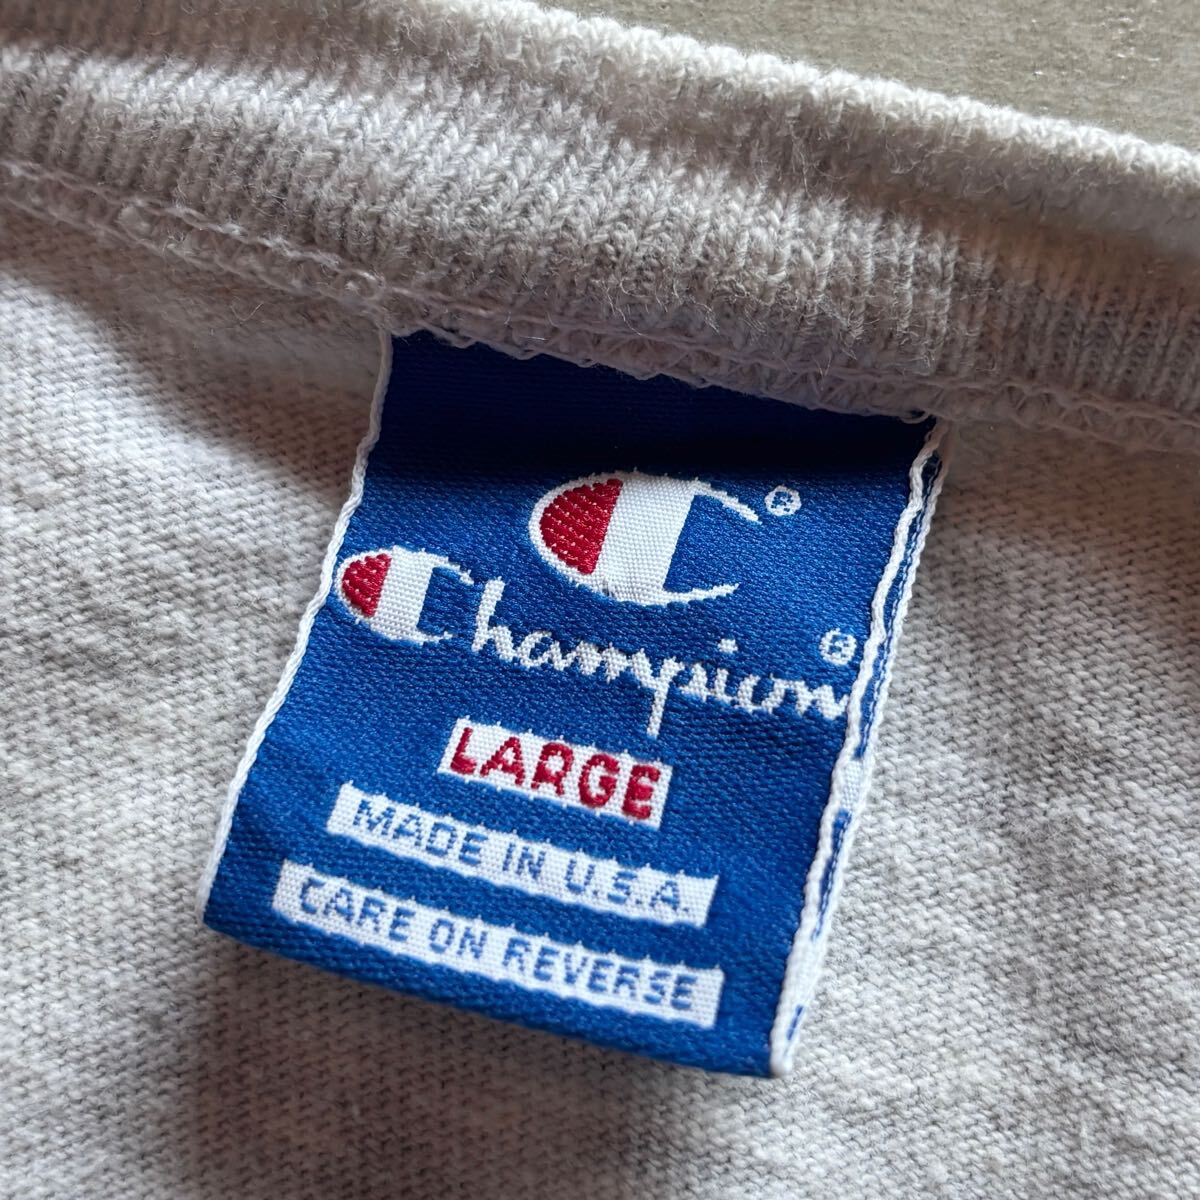 C®
Champion®
LARGE
MADE IN U.S.A.
CARE ON REVERSE